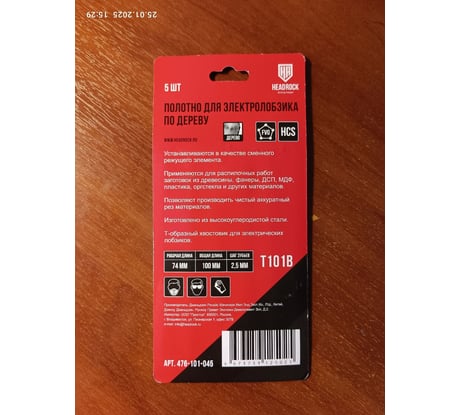 25.01.2025 15:29
HEADROCK
5 ШТ
ПОЛОТНО ДЛЯ ЭЛЕКТРОЛОБЗИКА
ПО ДЕРЕВУ
WWW.HEADROCK.RU
ДЕРЕВО
HCS
Устанавливаются в качестве сменного
режущего элемента.
Применяются для распилочных работ
заготовок из древесины, фанеры, ДСП, МДФ,
пластика, оргстекла и других материалов.
Позволяют производить чистый аккуратный
рез материалов.
Изготовлено из высокоуглеродистой стали.
Т-образный хвостовик для электрических
лобзиков.
РАБОЧАЯ ДЛИНА
ОБЩАЯ ДЛИНА
ШАГ ЗУБЬЕВ
74 ММ
100 ММ
2,5 ММ
T101B
АРТ. 476-101-045